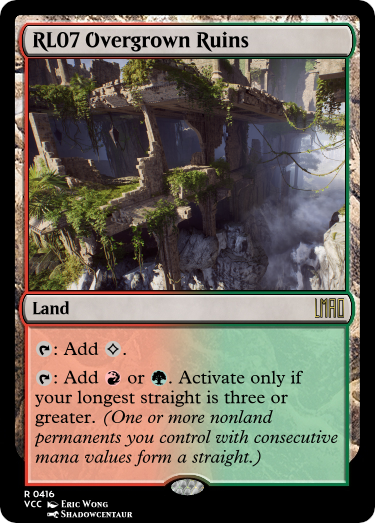 RL07 Overgrown Ruins
Land
LMAO
: Add .
: Add or . Activate only if
your longest straight is three or
greater. (One or more nonland
permanents you control with consecutive
mana values form a straight.)
R 0416
VCC Eric Wong
Shadowcentaur